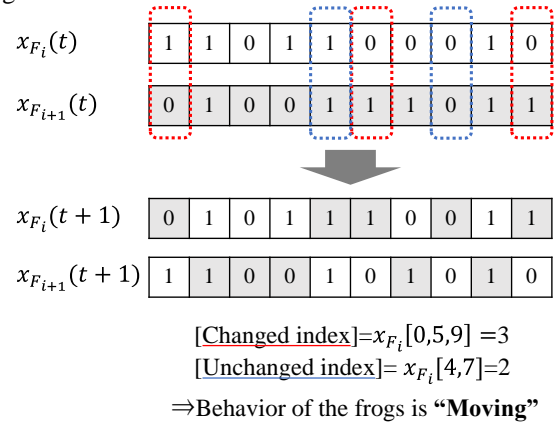 x_{F_i}(t) 1 1 0 1 1 0 0 0 1 0
x_{F_{i+1}}(t) 0 1 0 0 1 1 1 0 1 1
x_{F_i}(t + 1) 0 1 0 1 1 1 0 0 1 1
x_{F_{i+1}}(t + 1) 1 1 0 0 1 0 1 0 1 0
[Changed index]=x_{F_i}[0,5,9] =3
[Unchanged index]= x_{F_i}[4,7]=2
⇒Behavior of the frogs is “Moving”